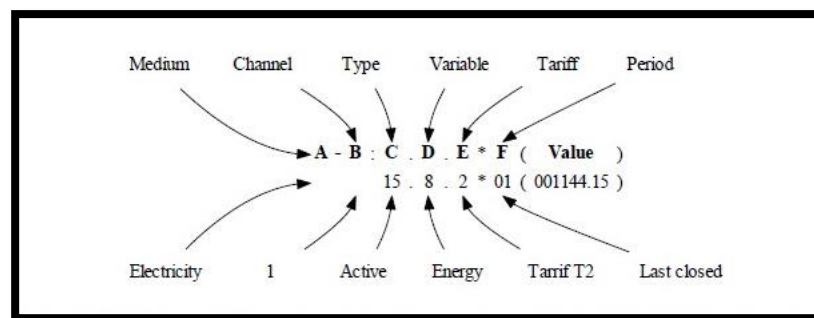 Medium Channel Type Variable Tariff Period
A - B : C . D . E * F ( Value )
15 . 8 . 2 * 01 ( 001144.15 )
Electricity 1 Active Energy Tarrif T2 Last closed